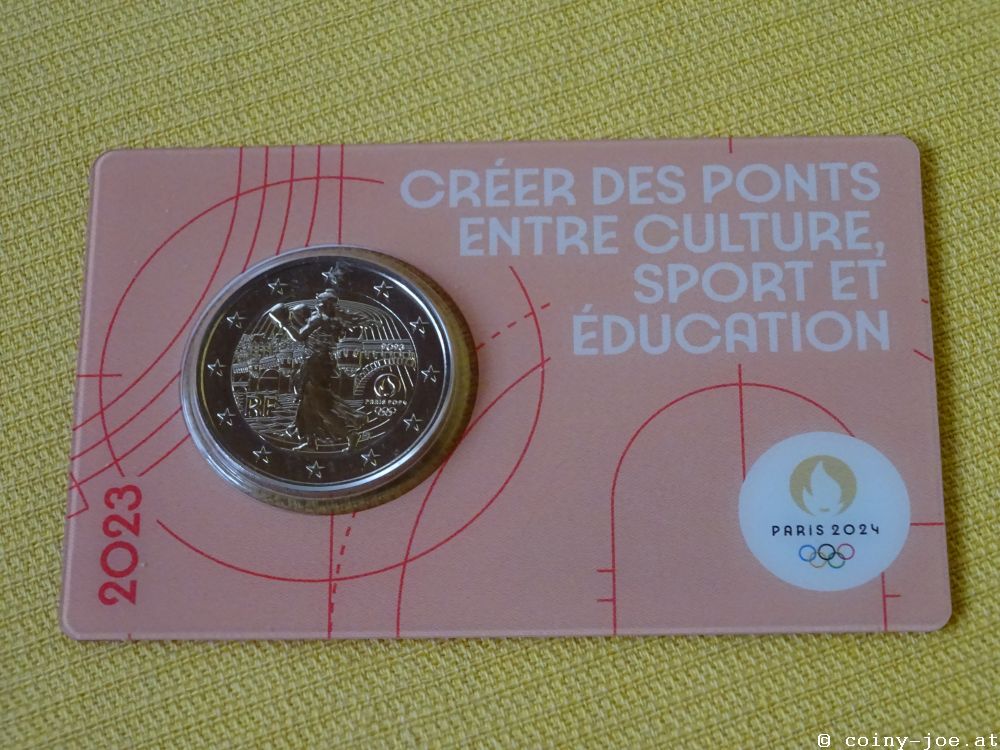 CRÉER DES PONTS
ENTRE CULTURE,
SPORT ET
ÉDUCATION
2023
RF
PARIS 2024
2023
PARIS 2024
© coiny-joe.at